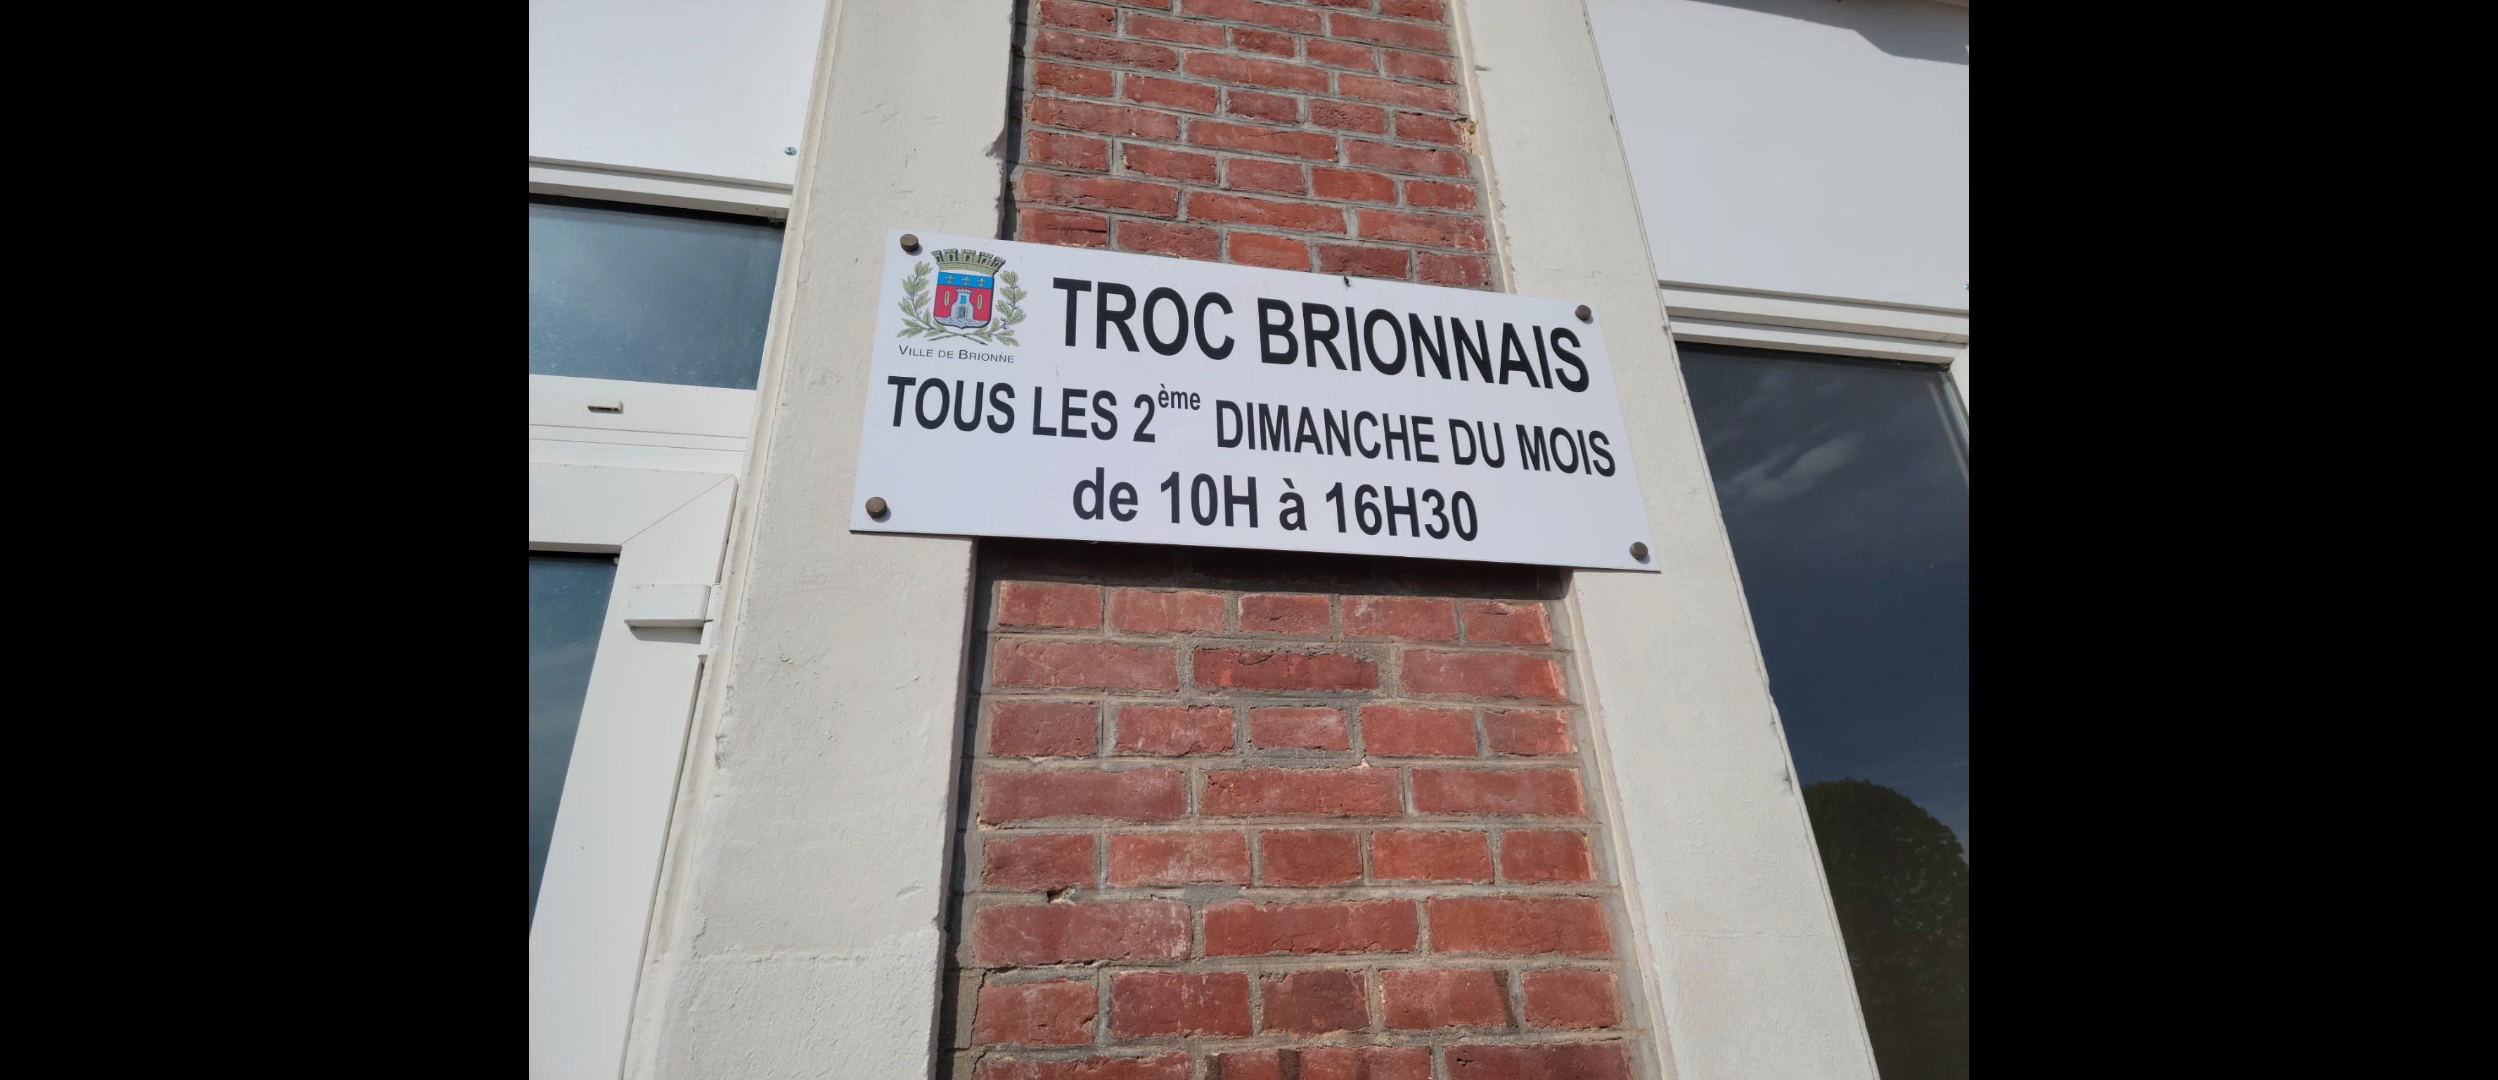 VILLE DE BRIONNE
TROC BRIONNAIS
TOUS LES 2ème DIMANCHE DU MOIS
de 10H à 16H30